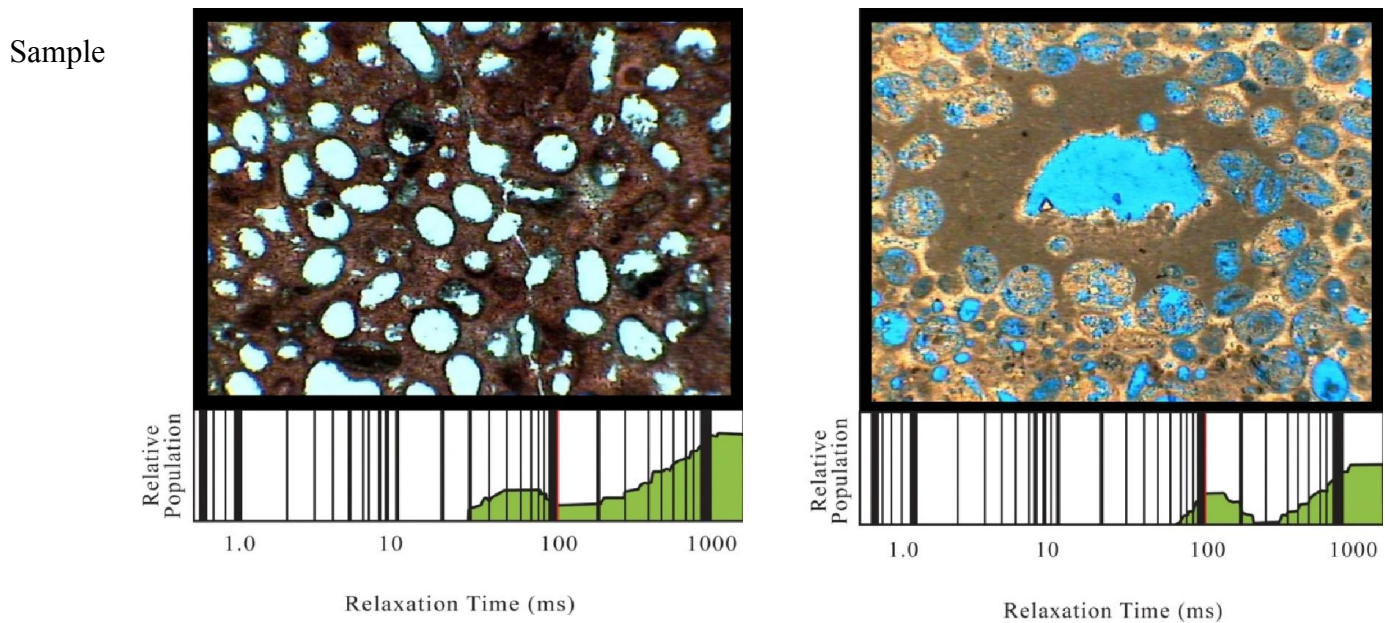 Sample
Relative
Population
1.0 10 100 1000
Relaxation Time (ms)
Relative
Population
1.0 10 100 1000
Relaxation Time (ms)